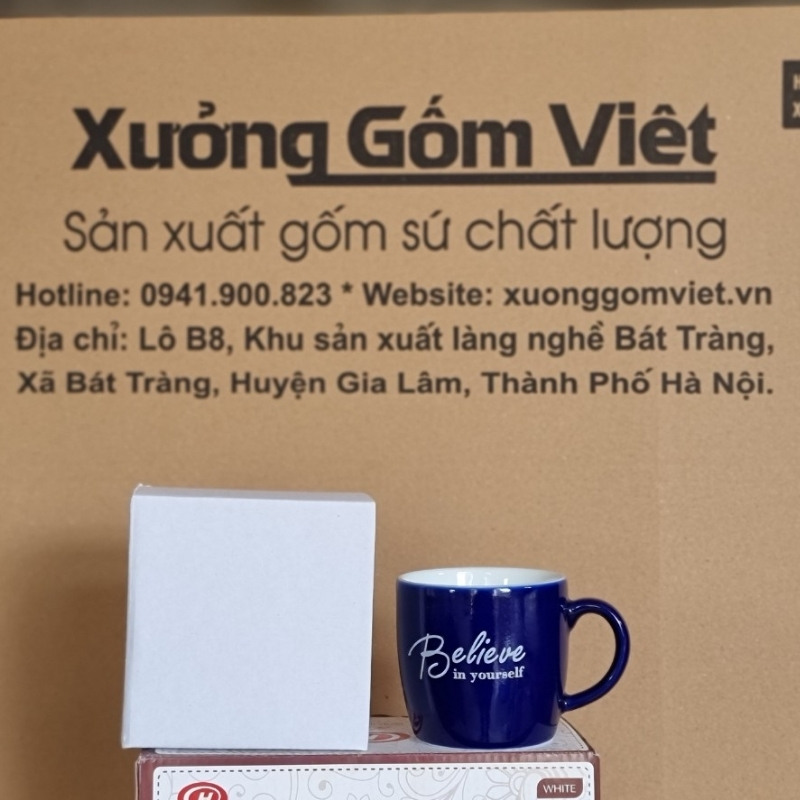 Xưởng Gốm Việt
Sản xuất gốm sứ chất lượng
Hotline: 0941.900.823 * Website: xuonggomviet.vn
Địa chỉ: Lô B8, Khu sản xuất làng nghề Bát Tràng,
Xã Bát Tràng, Huyện Gia Lâm, Thành Phố Hà Nội.
Believe
in yourself
H
WHITE